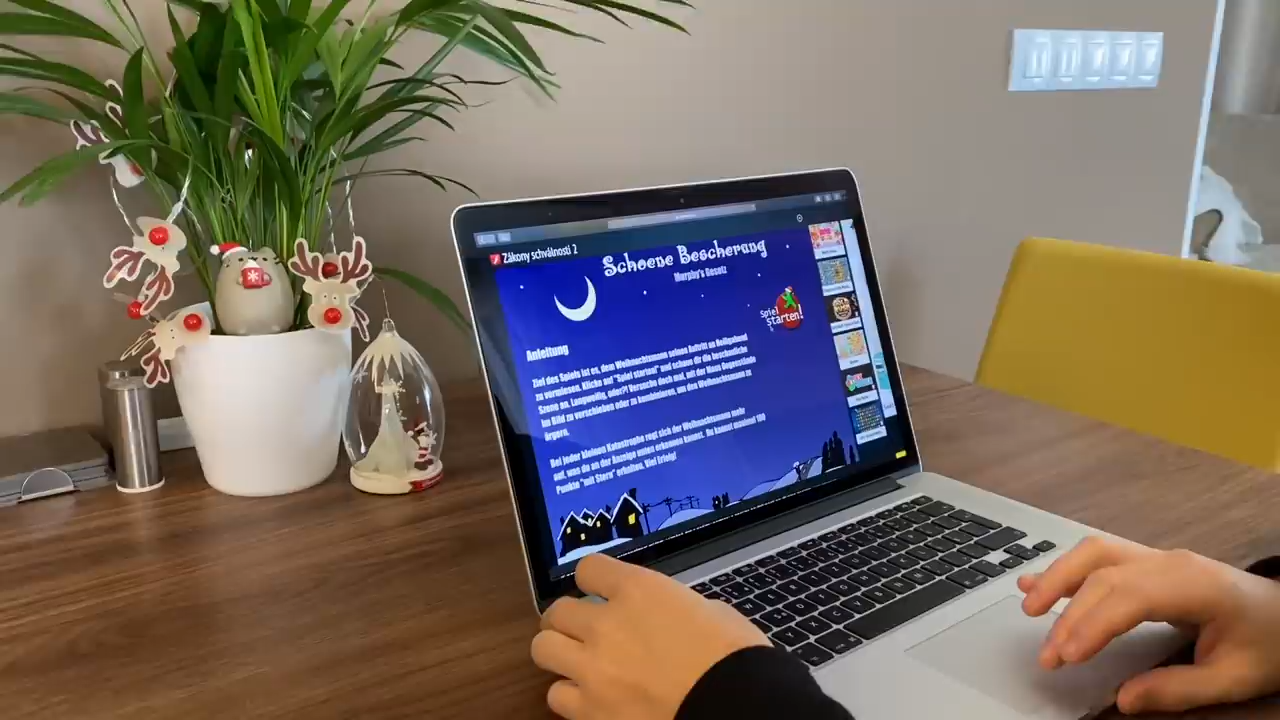 Zákony schválnosti 2
Schoene Bescherung
Murphy's Gesetz
Spiel
starten!
Anleitung
Ziel des Spiels ist es, dem Weihnachtsmann seinen Auftritt an Heiligabend
zu vermiesen. Klicke auf "Spiel starten!" und schaue dir die beschauliche
Szene an. Langweilig, oder?! Versuche doch mal, mit der Maus Gegenstände
im Bild zu verschieben oder zu kombinieren, um den Weihnachtsmann zu
ärgern.
Bei jeder kleinen Katastrophe regt sich der Weihnachtsmann mehr
auf, was du an der Anzeige unten erkennen kannst. Du kannst maximal 100
Punkte "mit Stern" erhalten. Viel Erfolg!